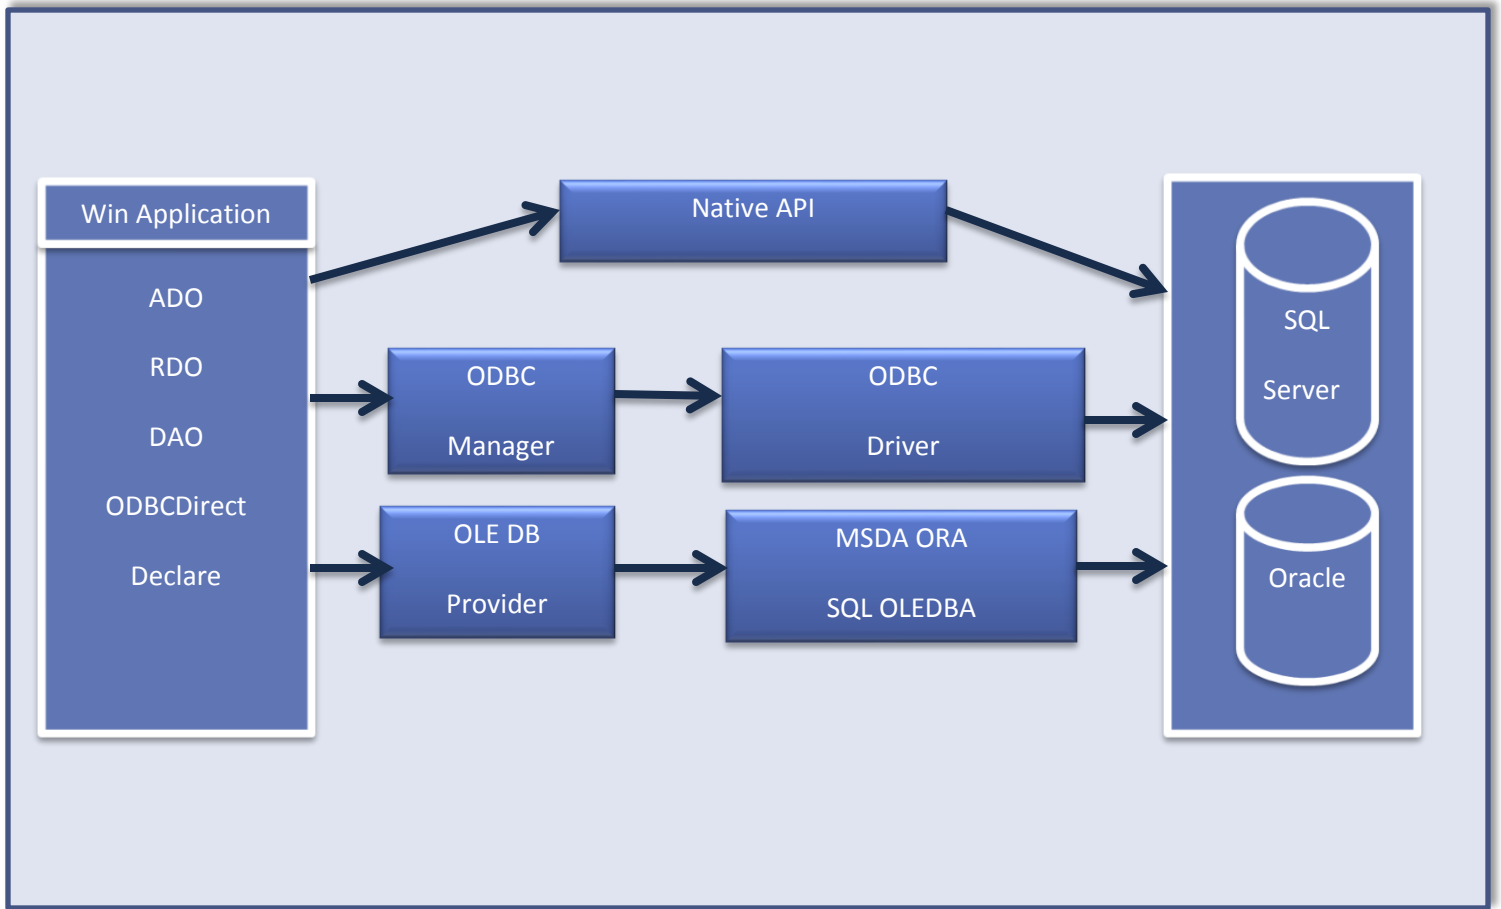 Win Application
ADO
RDO
DAO
ODBCDirect
Declare
Native API
ODBC
Manager
ODBC
Driver
OLE DB
Provider
MSDA ORA
SQL OLEDBA
SQL
Server
Oracle